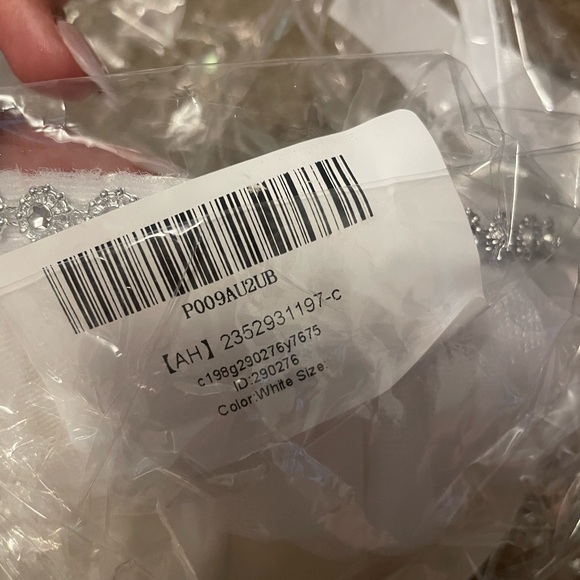 P009AU2UB
【AH】2352931197-c
c198g290276y7675
ID:290276
Color:White Size: